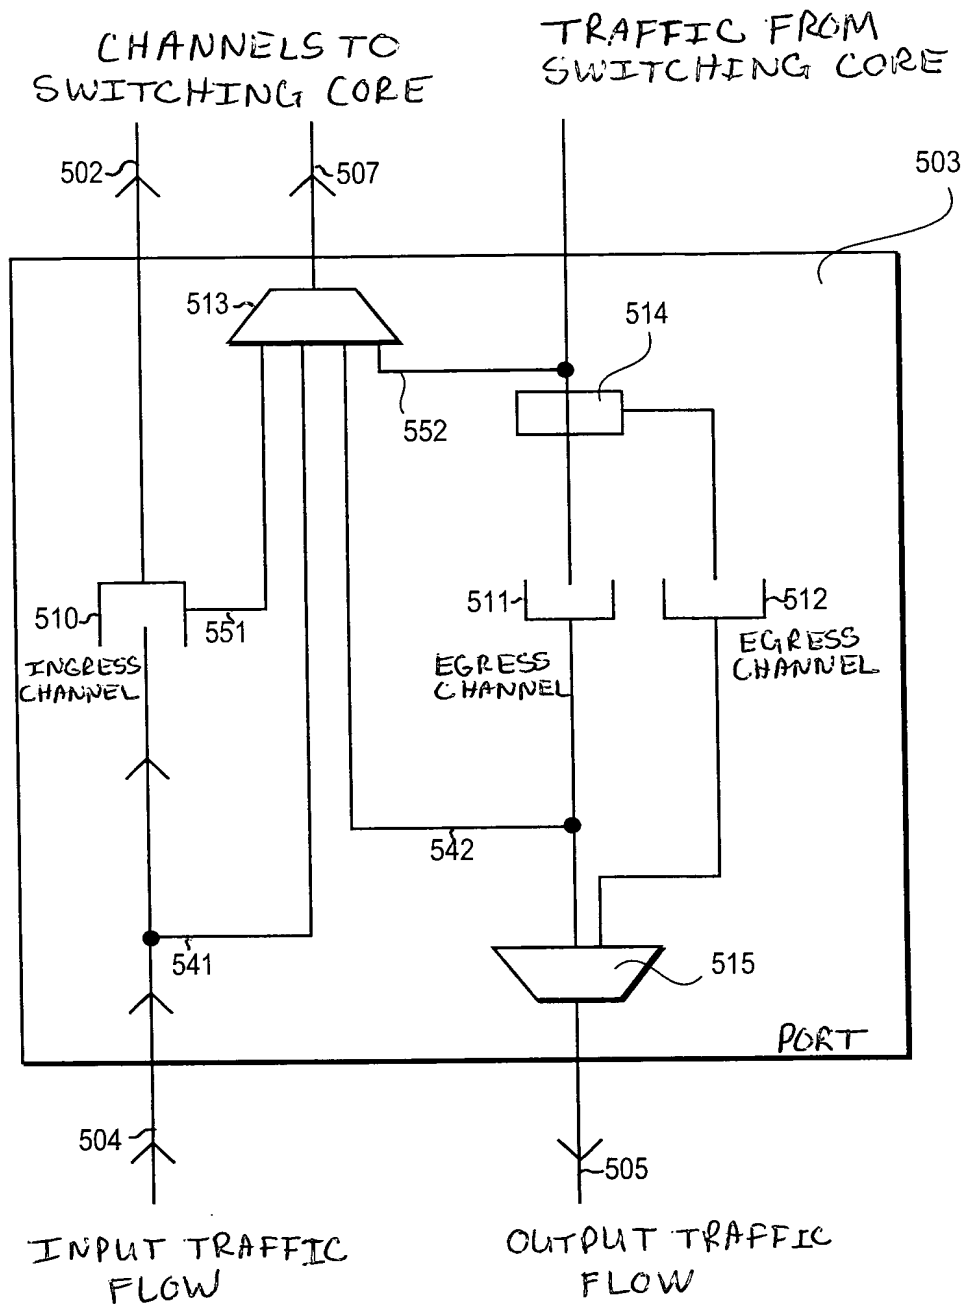 CHANNELS TO
SWITCHING CORE
TRAFFIC FROM
SWITCHING CORE
502
507
503
513
514
552
510
551
511
512
INGRESS
CHANNEL
EGRESS
CHANNEL
EGRESS
CHANNEL
542
541
515
PORT
504
505
INPUT TRAFFIC
FLOW
OUTPUT TRAFFIC
FLOW